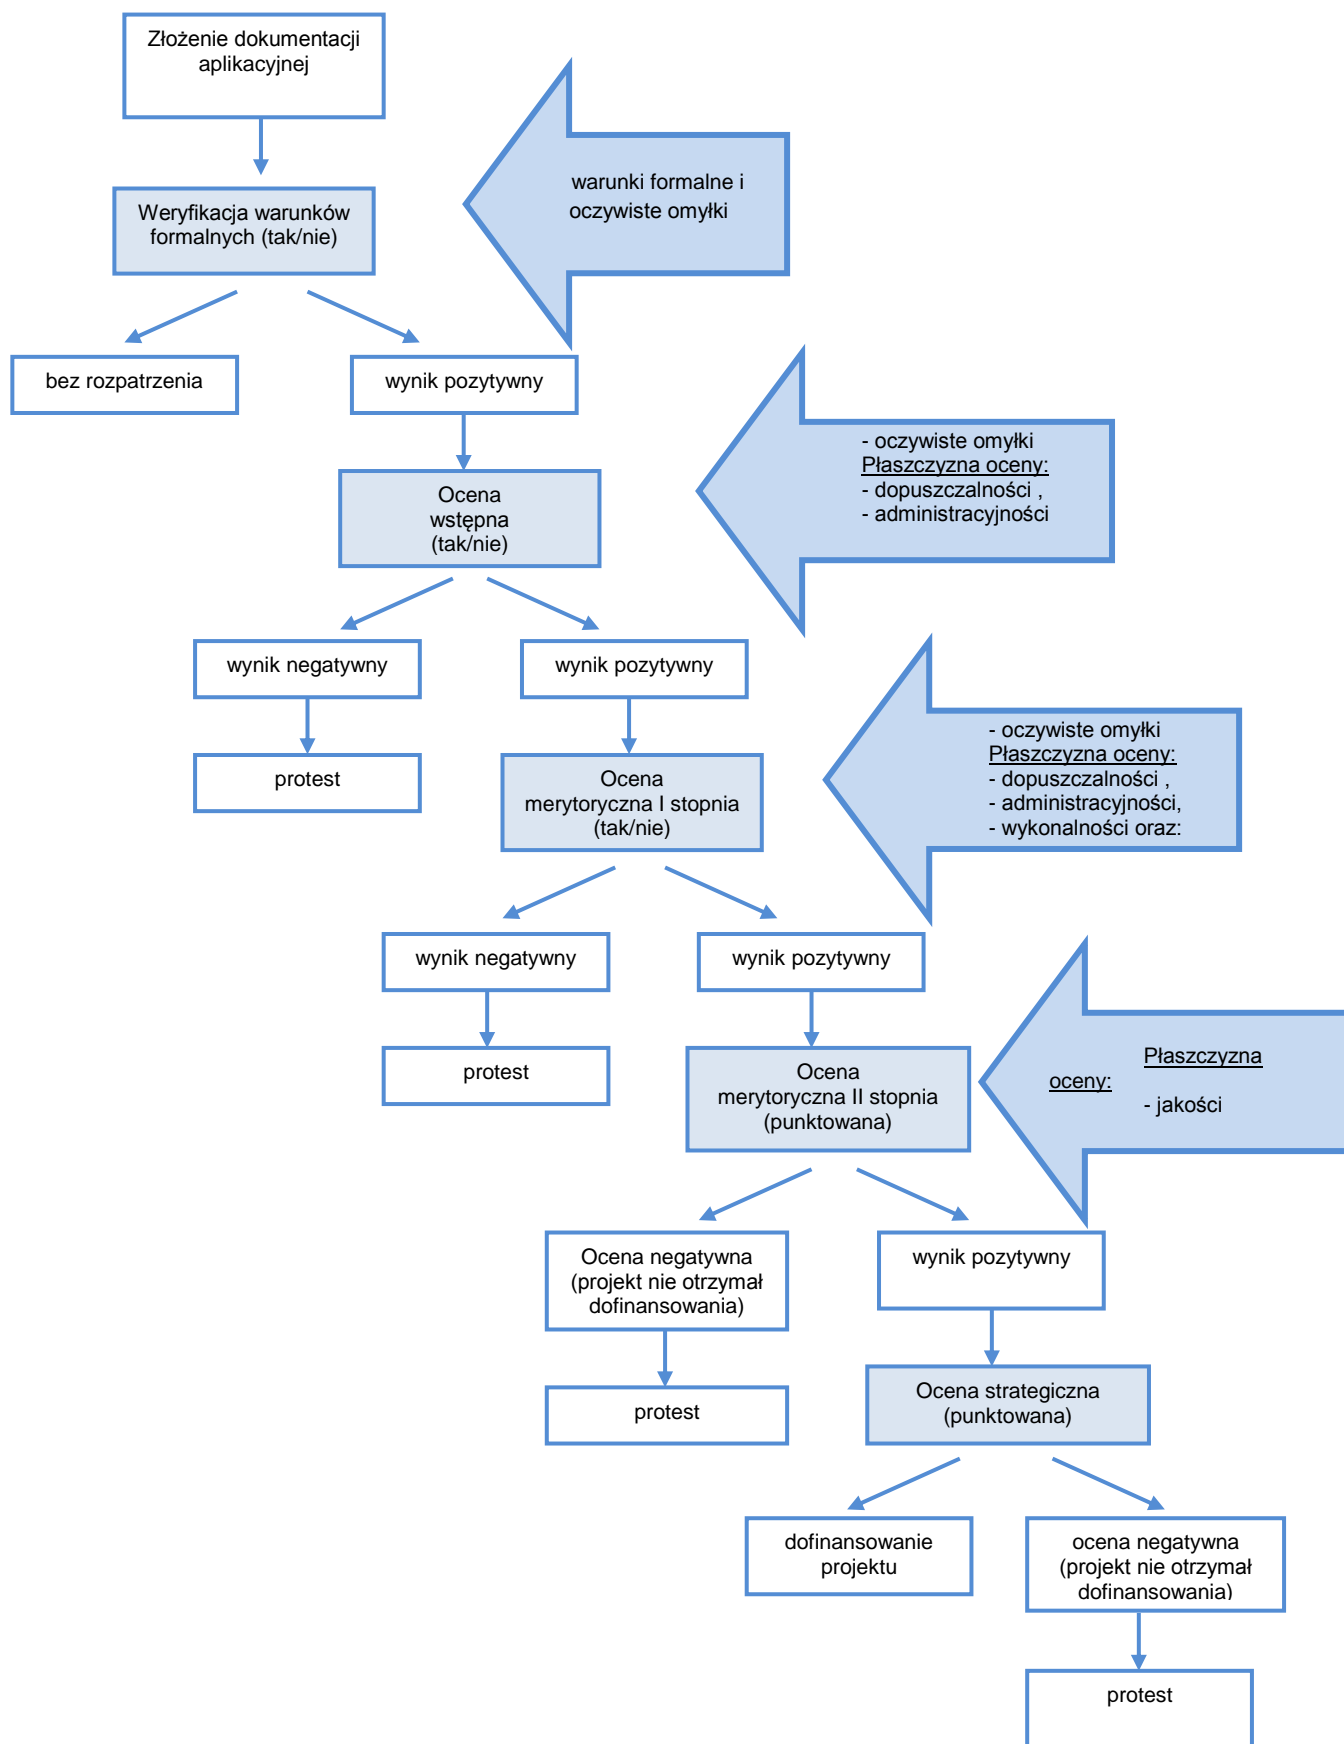 Złożenie dokumentacji
aplikacyjnej
warunki formalne i
oczywiste omyłki
Weryfikacja warunków
formalnych (tak/nie)
bez rozpatrzenia
wynik pozytywny
- oczywiste omyłki
Płaszczyzna oceny:
- dopuszczalności ,
- administracyjności
Ocena
wstępna
(tak/nie)
wynik negatywny
wynik pozytywny
- oczywiste omyłki
Płaszczyzna oceny:
- dopuszczalności ,
- administracyjności,
- wykonalności oraz:
protest
Ocena
merytoryczna I stopnia
(tak/nie)
wynik negatywny
wynik pozytywny
Płaszczyzna
oceny:
- jakości
protest
Ocena
merytoryczna II stopnia
(punktowana)
Ocena negatywna
(projekt nie otrzymał
dofinansowania)
wynik pozytywny
protest
Ocena strategiczna
(punktowana)
dofinansowanie
projektu
ocena negatywna
(projekt nie otrzymał
dofinansowania)
protest